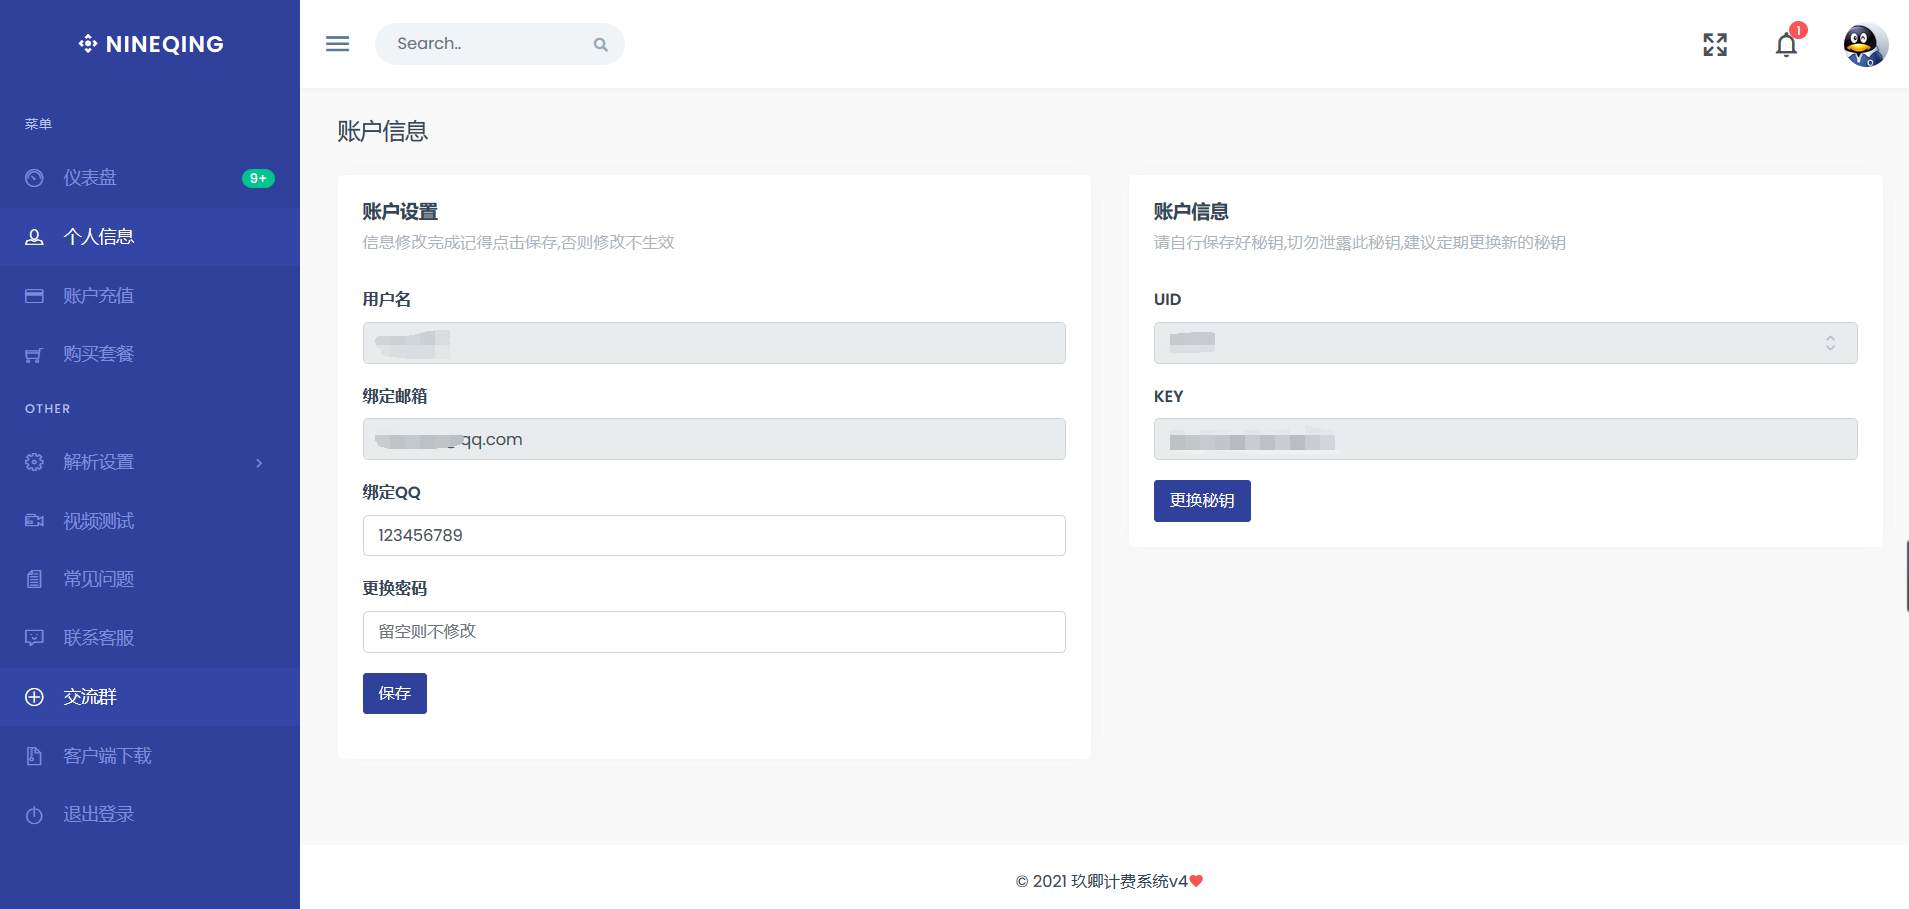 NINEQING
菜单
仪表盘
9+
个人信息
账户充值
购买套餐
OTHER
解析设置
视频测试
常见问题
联系客服
交流群
客户端下载
退出登录
Search..
1
账户信息
账户设置
信息修改完成记得点击保存,否则修改不生效
用户名
绑定邮箱
qq.com
绑定QQ
123456789
更换密码
留空则不修改
保存
账户信息
请自行保存好秘钥,切勿泄露此秘钥,建议定期更换新的秘钥
UID
KEY
更换秘钥
© 2021 玖卿计费系统v4